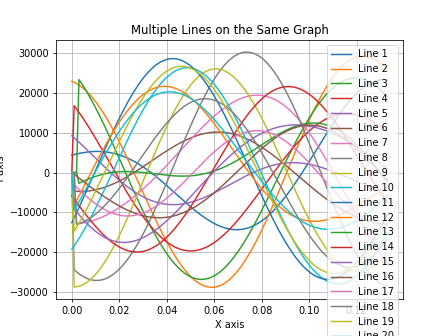 Multiple Lines on the Same Graph
30000
20000
10000
0
−10000
−20000
−30000
0.00
0.02
0.04
0.06
0.08
0.10
X axis
Line 1
Line 2
Line 3
Line 4
Line 5
Line 6
Line 7
Line 8
Line 9
Line 10
Line 11
Line 12
Line 13
Line 14
Line 15
Line 16
Line 17
Line 18
Line 19
Line 20